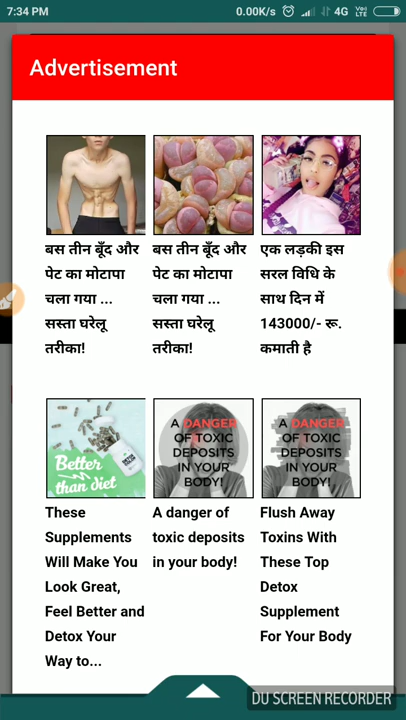 7:34 PM
0.00K/s
4G
Vo) LTE
Advertisement
बस तीन बूँद और
पेट का मोटापा
चला गया ...
सस्ता घरेलू
तरीका!
बस तीन बूँद और
पेट का मोटापा
चला गया ...
सस्ता घरेलू
तरीका!
एक लड़की इस
सरल विधि के
साथ दिन में
143000/- रू.
कमाती है
Better
than diet
A DANGER
OF TOXIC
DEPOSITS
IN YOUR
BODY!
A DANGER
OF TOXIC
DEPOSITS
IN YOUR
BODY!
These
Supplements
Will Make You
Look Great,
Feel Better and
Detox Your
Way to...
A danger of
toxic deposits
in your body!
Flush Away
Toxins With
These Top
Detox
Supplement
For Your Body
DU SCREEN RECORDER